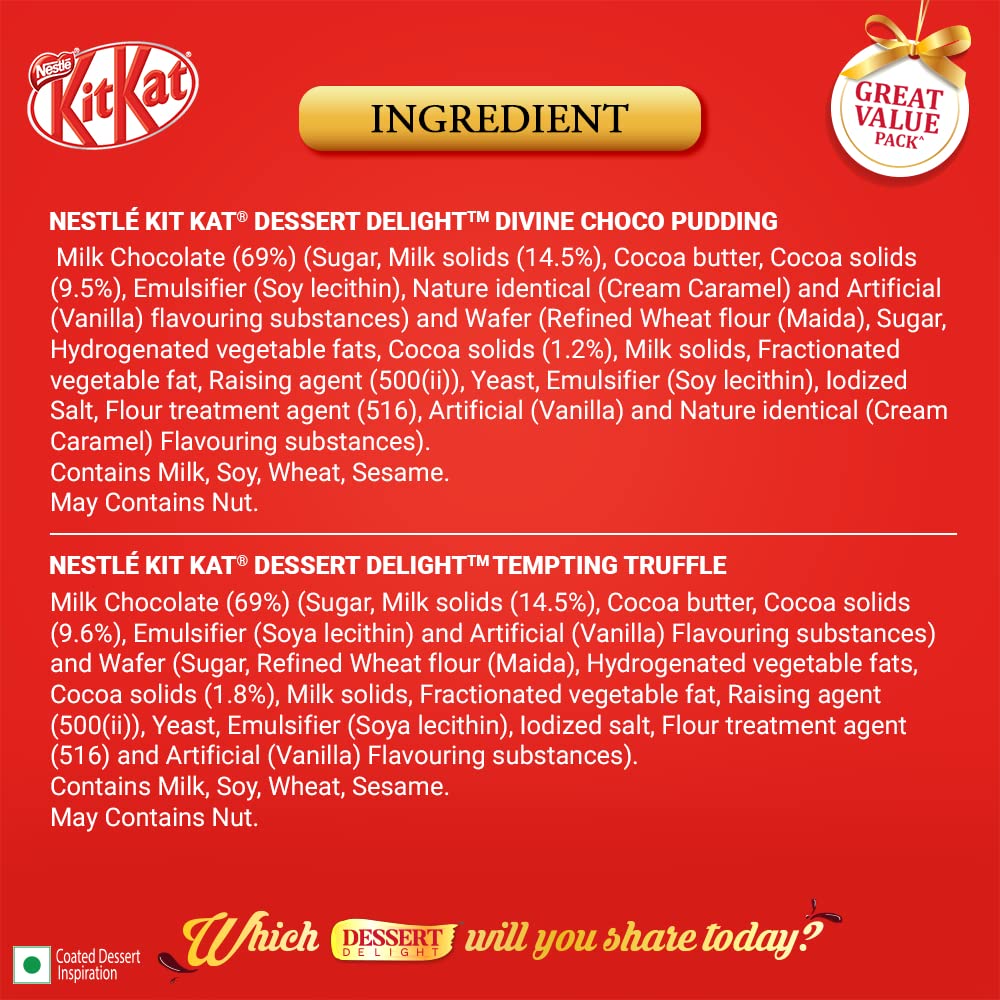 Nestlé
KitKat®
INGREDIENT
GREAT
VALUE
PACK^
NESTLÉ KIT KAT® DESSERT DELIGHT™ DIVINE CHOCO PUDDING
Milk Chocolate (69%) (Sugar, Milk solids (14.5%), Cocoa butter, Cocoa solids
(9.5%), Emulsifier (Soy lecithin), Nature identical (Cream Caramel) and Artificial
(Vanilla) flavouring substances) and Wafer (Refined Wheat flour (Maida), Sugar,
Hydrogenated vegetable fats, Cocoa solids (1.2%), Milk solids, Fractionated
vegetable fat, Raising agent (500(ii)), Yeast, Emulsifier (Soy lecithin), Iodized
Salt, Flour treatment agent (516), Artificial (Vanilla) and Nature identical (Cream
Caramel) Flavouring substances).
Contains Milk, Soy, Wheat, Sesame.
May Contains Nut.
NESTLÉ KIT KAT® DESSERT DELIGHT™ TEMPTING TRUFFLE
Milk Chocolate (69%) (Sugar, Milk solids (14.5%), Cocoa butter, Cocoa solids
(9.6%), Emulsifier (Soya lecithin) and Artificial (Vanilla) Flavouring substances)
and Wafer (Sugar, Refined Wheat flour (Maida), Hydrogenated vegetable fats,
Cocoa solids (1.8%), Milk solids, Fractionated vegetable fat, Raising agent
(500(ii)), Yeast, Emulsifier (Soya lecithin), Iodized salt, Flour treatment agent
(516) and Artificial (Vanilla) Flavouring substances).
Contains Milk, Soy, Wheat, Sesame.
May Contains Nut.
Which DESSERT DELIGHT will you share today?
Coated Dessert
Inspiration